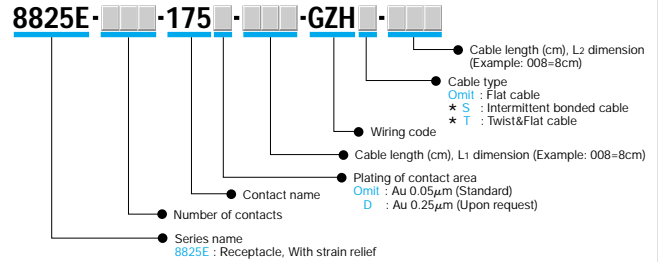 8825E - - 175 - - GZH -
Cable length (cm), L2 dimension
(Example: 008=8cm)
Cable type
Omit : Flat cable
* S : Intermittent bonded cable
* T : Twist&Flat cable
Wiring code
Cable length (cm), L1 dimension (Example: 008=8cm)
Plating of contact area
Omit : Au 0.05μm (Standard)
D : Au 0.25μm (Upon request)
Contact name
Number of contacts
Series name
8825E : Receptacle, With strain relief